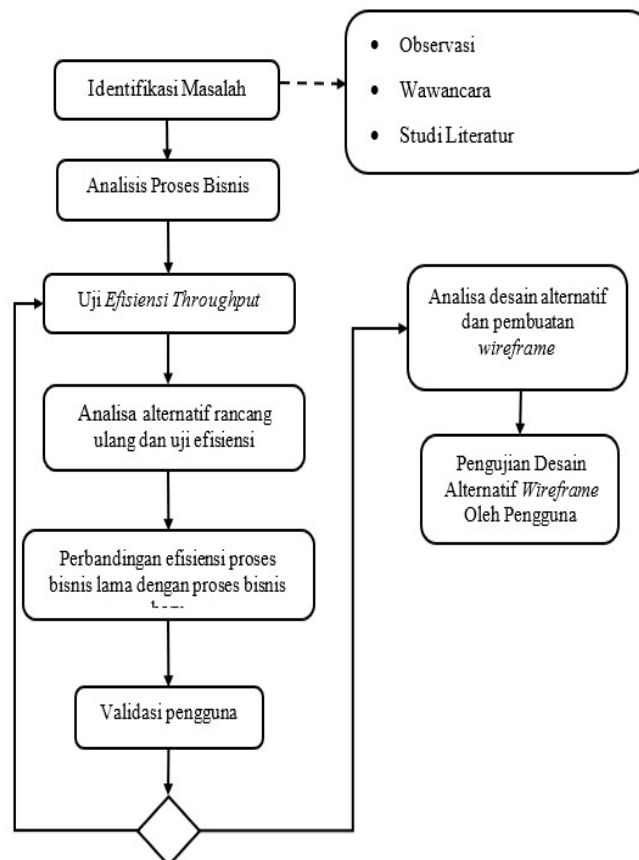 Identifikasi Masalah
• Observasi
• Wawancara
• Studi Literatur
Analisis Proses Bisnis
Uji Efisiensi Throughput
Analisa alternatif rancang
ulang dan uji efisiensi
Perbandingan efisiensi proses
bisnis lama dengan proses bisnis
Validasi pengguna
Analisa desain alternatif
dan pembuatan
wireframe
Pengujian Desain
Alternatif Wireframe
Oleh Pengguna